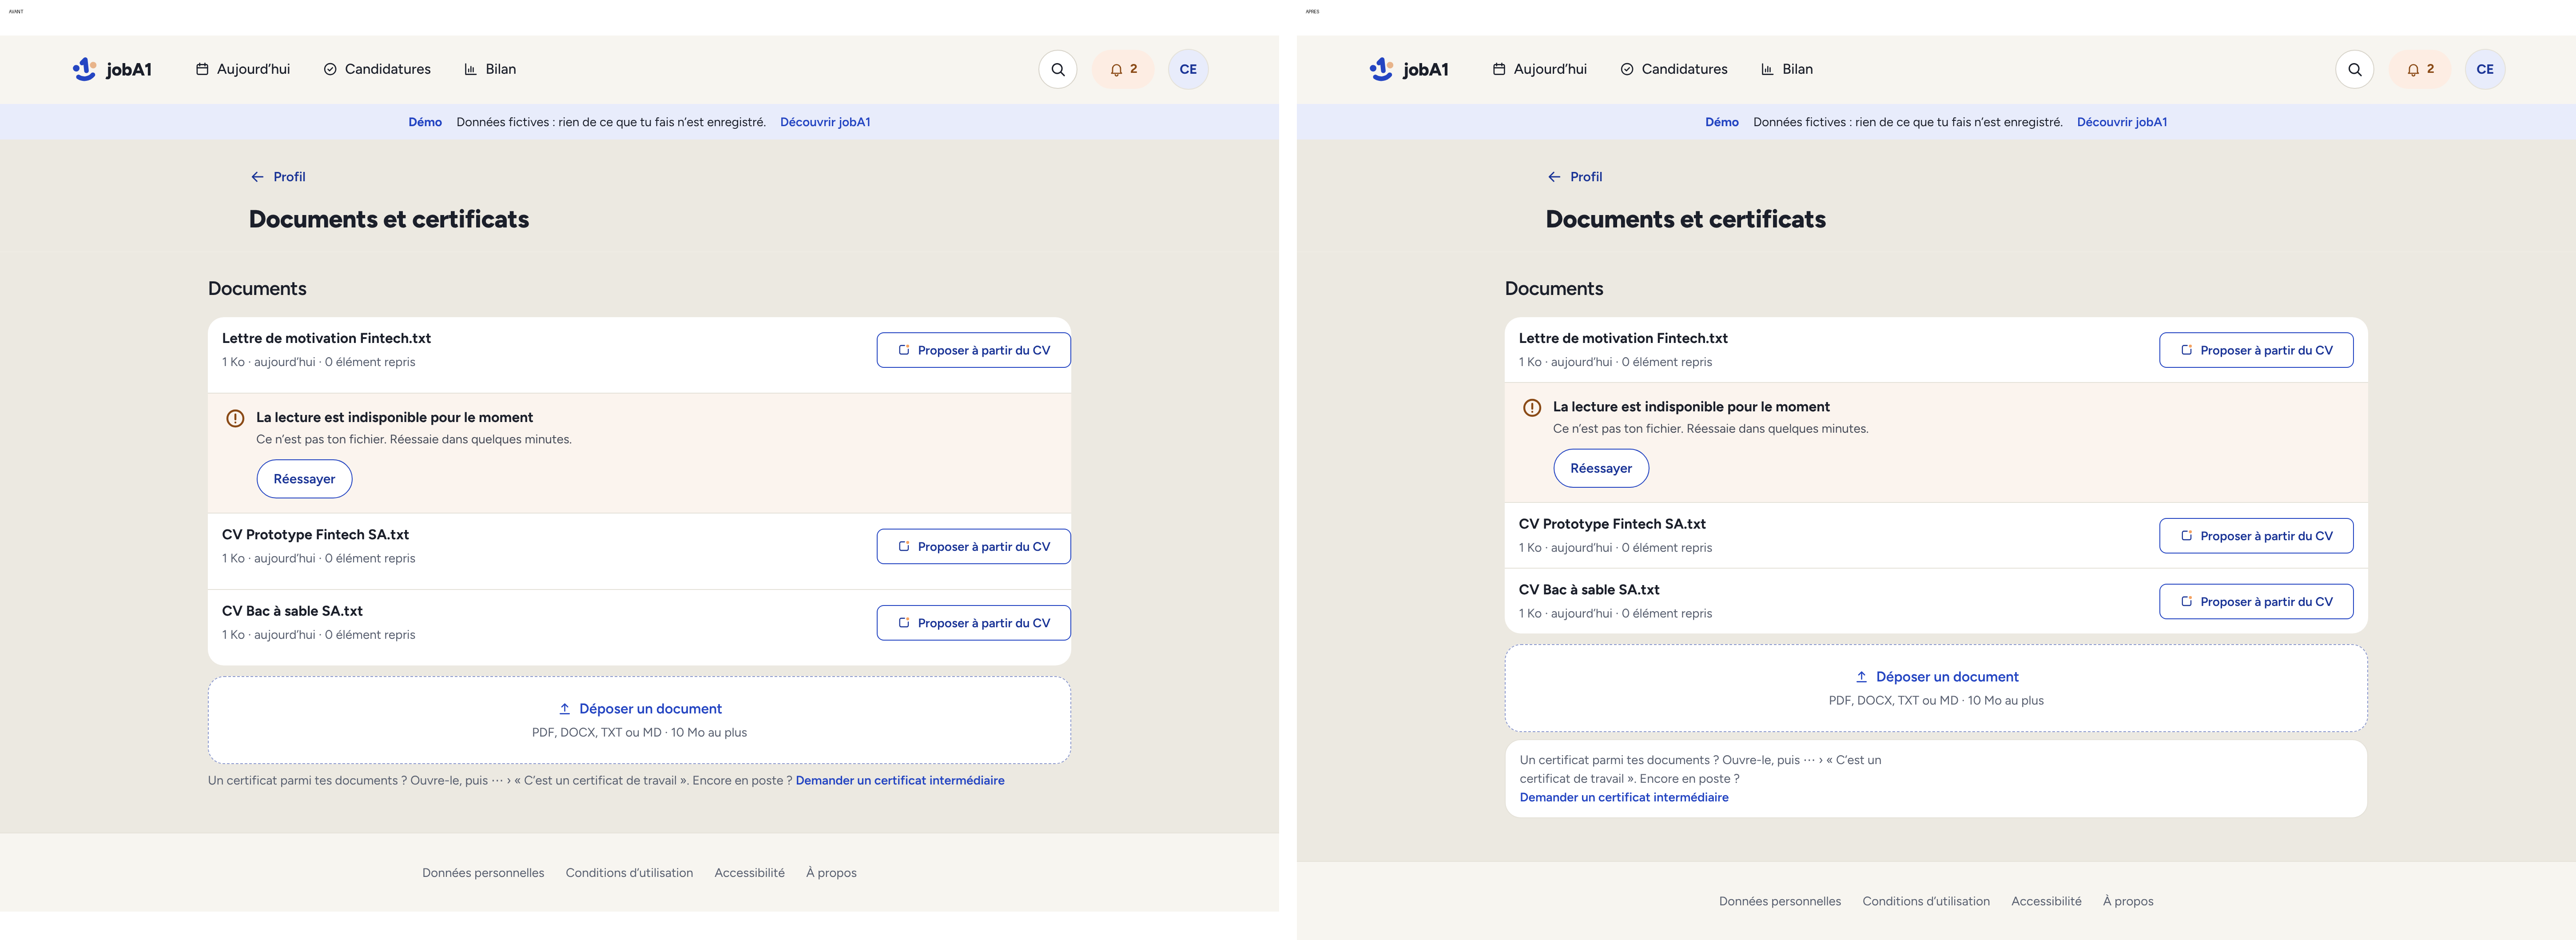 AVANT
jobA1 Aujourd'hui Candidatures Bilan 2 CE
Démo Données fictives : rien de ce que tu fais n'est enregistré. Découvrir jobA1
← Profil
Documents et certificats
Documents
Lettre de motivation Fintech.txt
1 Ko · aujourd'hui · 0 élément repris
Proposer à partir du CV
La lecture est indisponible pour le moment
Ce n'est pas ton fichier. Réessaie dans quelques minutes.
Réessayer
CV Prototype Fintech SA.txt
1 Ko · aujourd'hui · 0 élément repris
Proposer à partir du CV
CV Bac à sable SA.txt
1 Ko · aujourd'hui · 0 élément repris
Proposer à partir du CV
Déposer un document
PDF, DOCX, TXT ou MD · 10 Mo au plus
Un certificat parmi tes documents ? Ouvre-le, puis ··· › « C'est un certificat de travail ». Encore en poste ? Demander un certificat intermédiaire
Données personnelles Conditions d'utilisation Accessibilité À propos
APRES
jobA1 Aujourd'hui Candidatures Bilan 2 CE
Démo Données fictives : rien de ce que tu fais n'est enregistré. Découvrir jobA1
← Profil
Documents et certificats
Documents
Lettre de motivation Fintech.txt
1 Ko · aujourd'hui · 0 élément repris
Proposer à partir du CV
La lecture est indisponible pour le moment
Ce n'est pas ton fichier. Réessaie dans quelques minutes.
Réessayer
CV Prototype Fintech SA.txt
1 Ko · aujourd'hui · 0 élément repris
Proposer à partir du CV
CV Bac à sable SA.txt
1 Ko · aujourd'hui · 0 élément repris
Proposer à partir du CV
Déposer un document
PDF, DOCX, TXT ou MD · 10 Mo au plus
Un certificat parmi tes documents ? Ouvre-le, puis ··· › « C'est un
certificat de travail ». Encore en poste ?
Demander un certificat intermédiaire
Données personnelles Conditions d'utilisation Accessibilité À propos